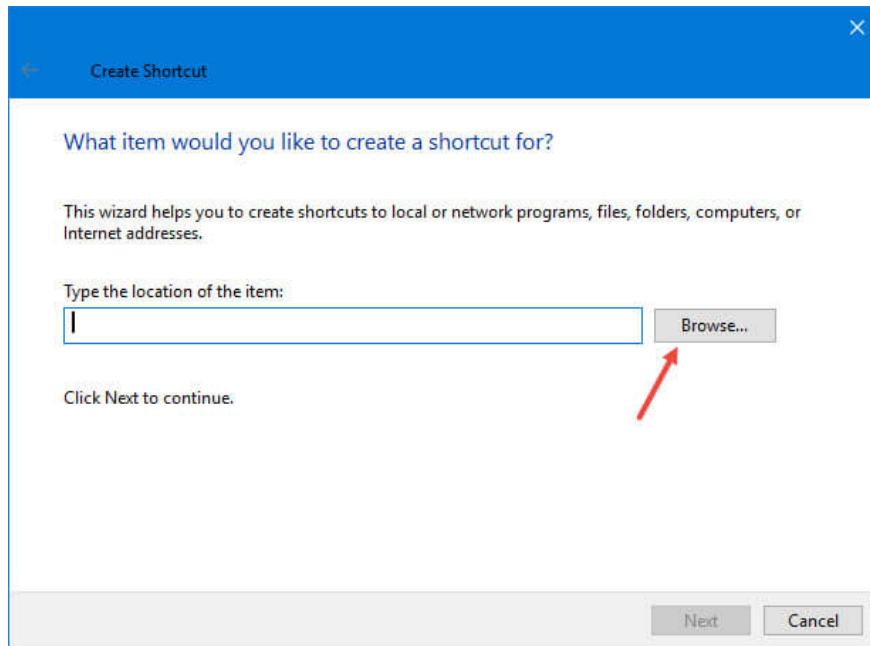 Create Shortcut
What item would you like to create a shortcut for?
This wizard helps you to create shortcuts to local or network programs, files, folders, computers, or
Internet addresses.
Type the location of the item:
Browse...
Click Next to continue.
Next
Cancel